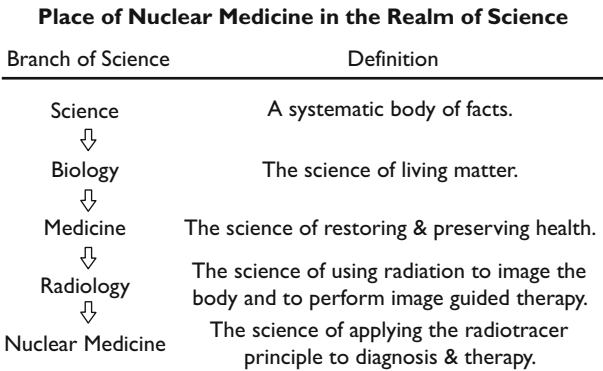 Place of Nuclear Medicine in the Realm of Science
Branch of Science Definition
Science A systematic body of facts.
Biology The science of living matter.
Medicine The science of restoring & preserving health.
Radiology The science of using radiation to image the
body and to perform image guided therapy.
Nuclear Medicine The science of applying the radiotracer
principle to diagnosis & therapy.